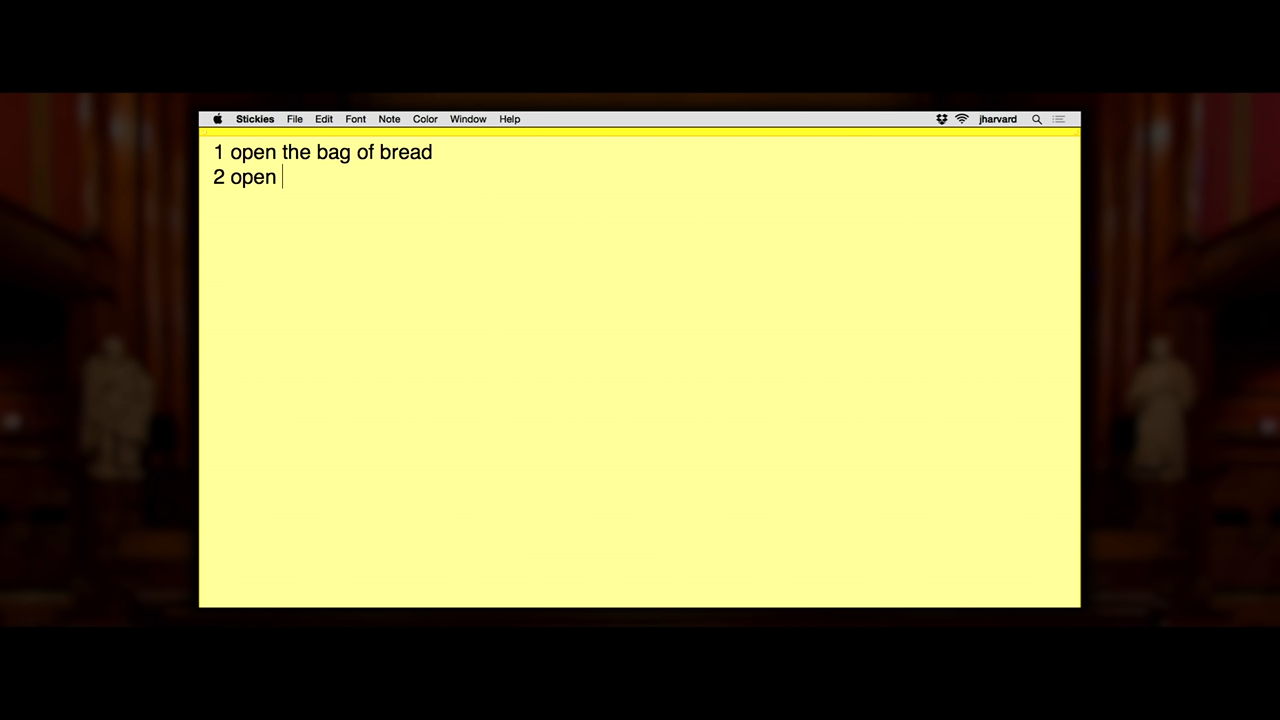 Stickies File Edit Font Note Color Window Help jharvard
1 open the bag of bread
2 open